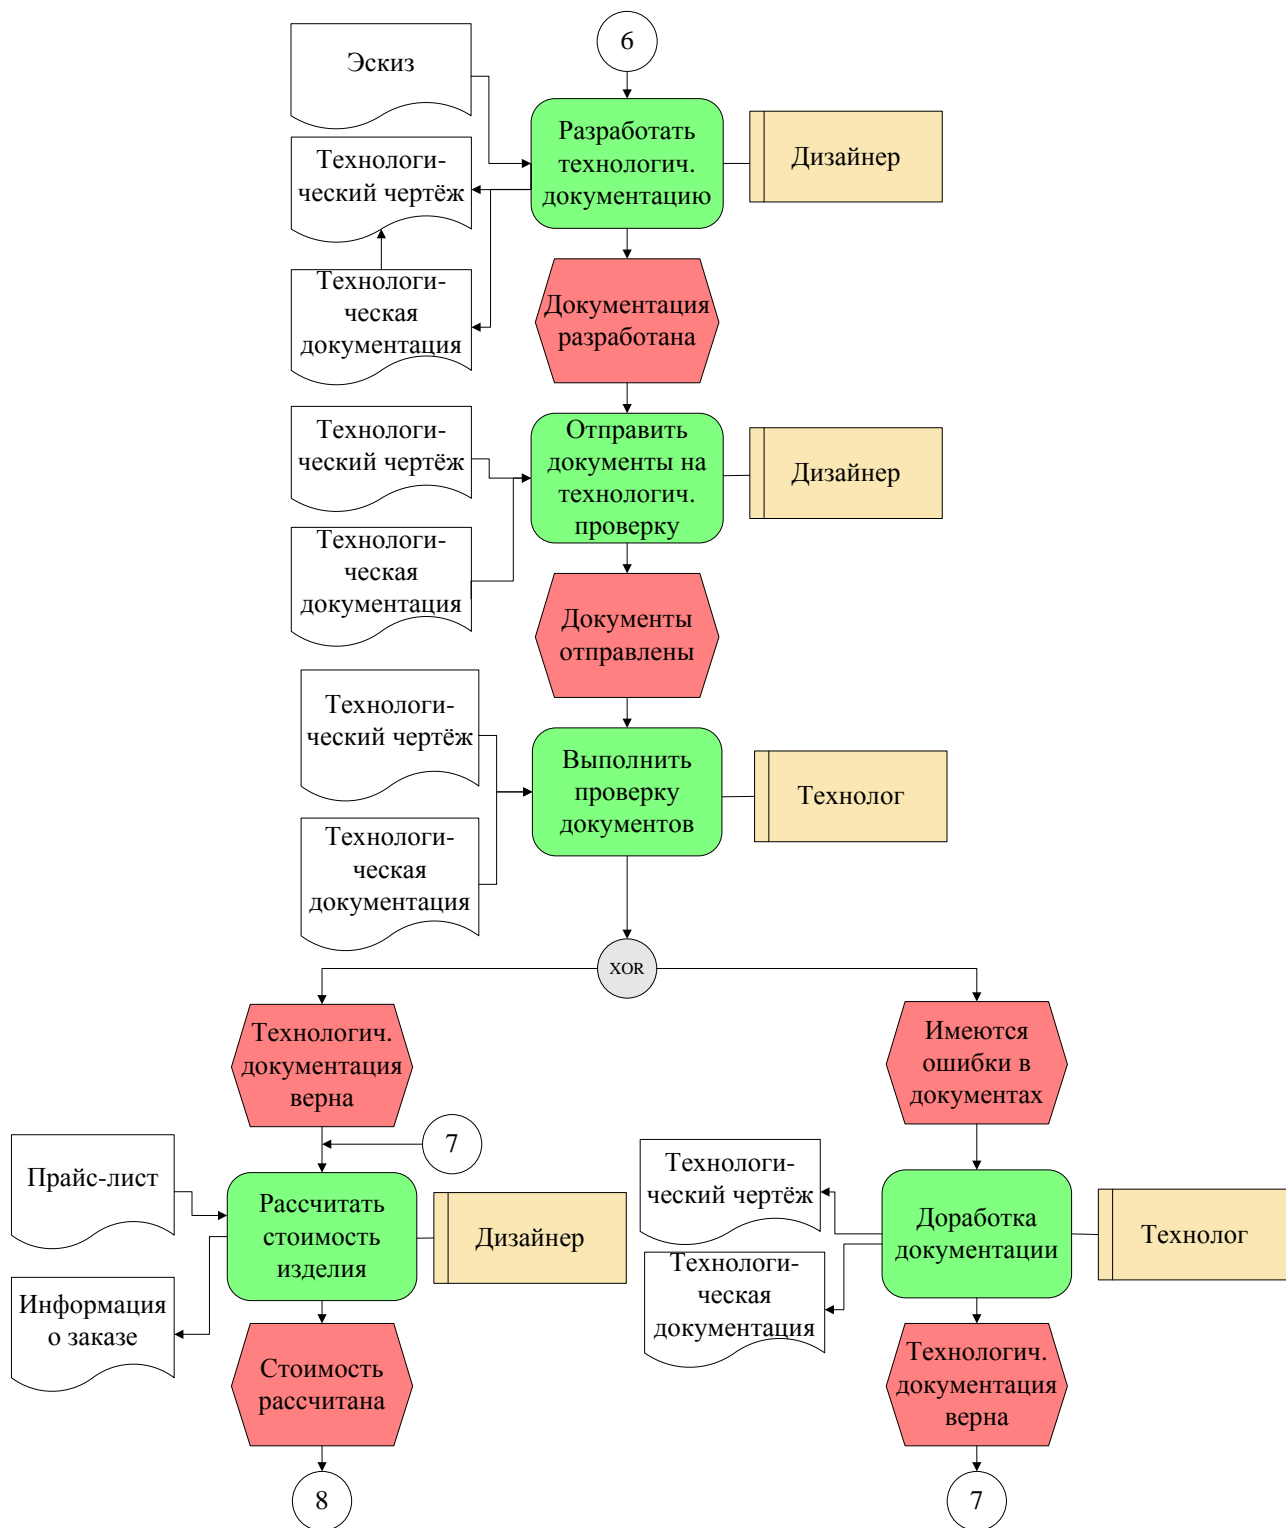 6
Эскиз
Разработать
технологич.
документацию
Дизайнер
Технологи-
ческий чертёж
Технологи-
ческая
документация
Документация
разработана
Технологи-
ческий чертёж
Отправить
документы на
технологич.
проверку
Дизайнер
Технологи-
ческая
документация
Документы
отправлены
Технологи-
ческий чертёж
Выполнить
проверку
документов
Технолог
Технологи-
ческая
документация
XOR
Технологич.
документация
верна
Имеются
ошибки в
документах
7
Прайс-лист
Рассчитать
стоимость
изделия
Дизайнер
Информация
о заказе
Технологи-
ческий чертёж
Доработка
документации
Технолог
Технологи-
ческая
документация
Стоимость
рассчитана
Технологич.
документация
верна
8
7